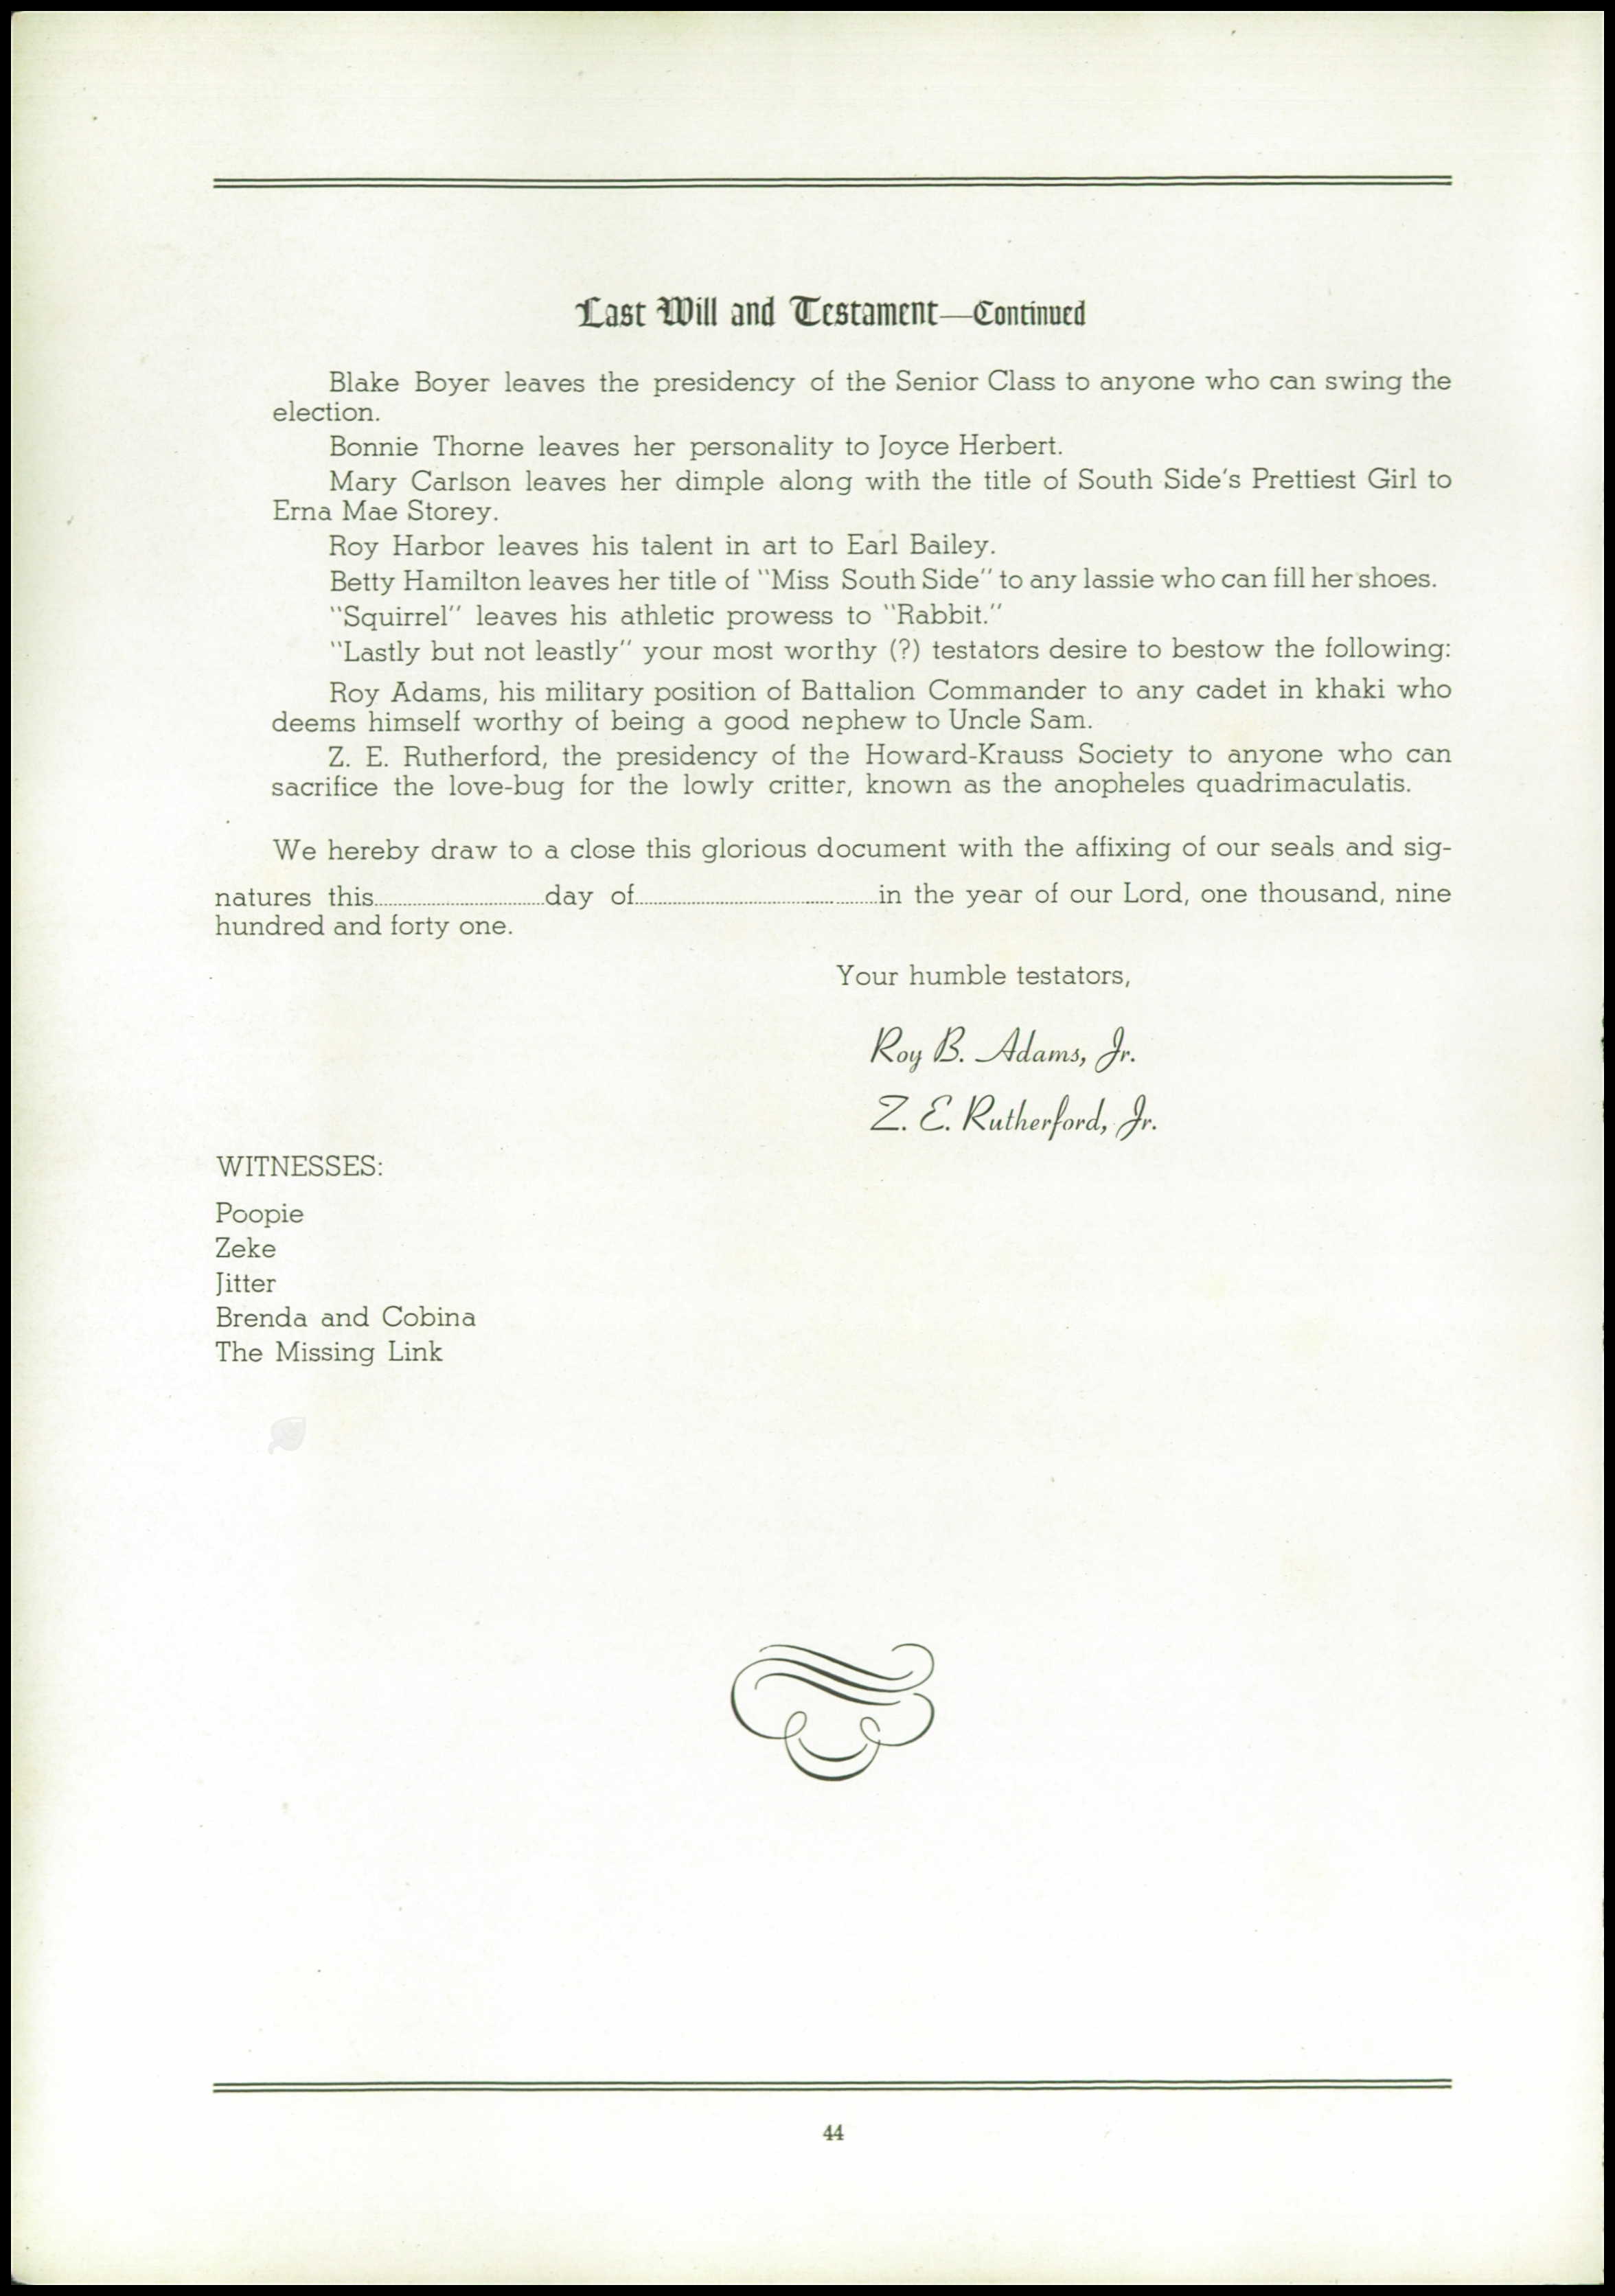 Last Will and Testament—Continued
Blake Boyer leaves the presidency of the Senior Class to anyone who can swing the
election.
Bonnie Thorne leaves her personality to Joyce Herbert.
Mary Carlson leaves her dimple along with the title of South Side's Prettiest Girl to
Erna Mae Storey.
Roy Harbor leaves his talent in art to Earl Bailey.
Betty Hamilton leaves her title of "Miss South Side" to any lassie who can fill her shoes.
"Squirrel" leaves his athletic prowess to "Rabbit."
"Lastly but not leastly" your most worthy (?) testators desire to bestow the following:
Roy Adams, his military position of Battalion Commander to any cadet in khaki who
deems himself worthy of being a good nephew to Uncle Sam.
Z. E. Rutherford, the presidency of the Howard-Krauss Society to anyone who can
sacrifice the love-bug for the lowly critter, known as the anopheles quadrimaculatis.
We hereby draw to a close this glorious document with the affixing of our seals and sig-
natures this..............................day of..........................................in the year of our Lord, one thousand, nine
hundred and forty one.
Your humble testators,
Roy B. Adams, Jr.
Z. E. Rutherford, Jr.
WITNESSES:
Poopie
Zeke
Jitter
Brenda and Cobina
The Missing Link
44